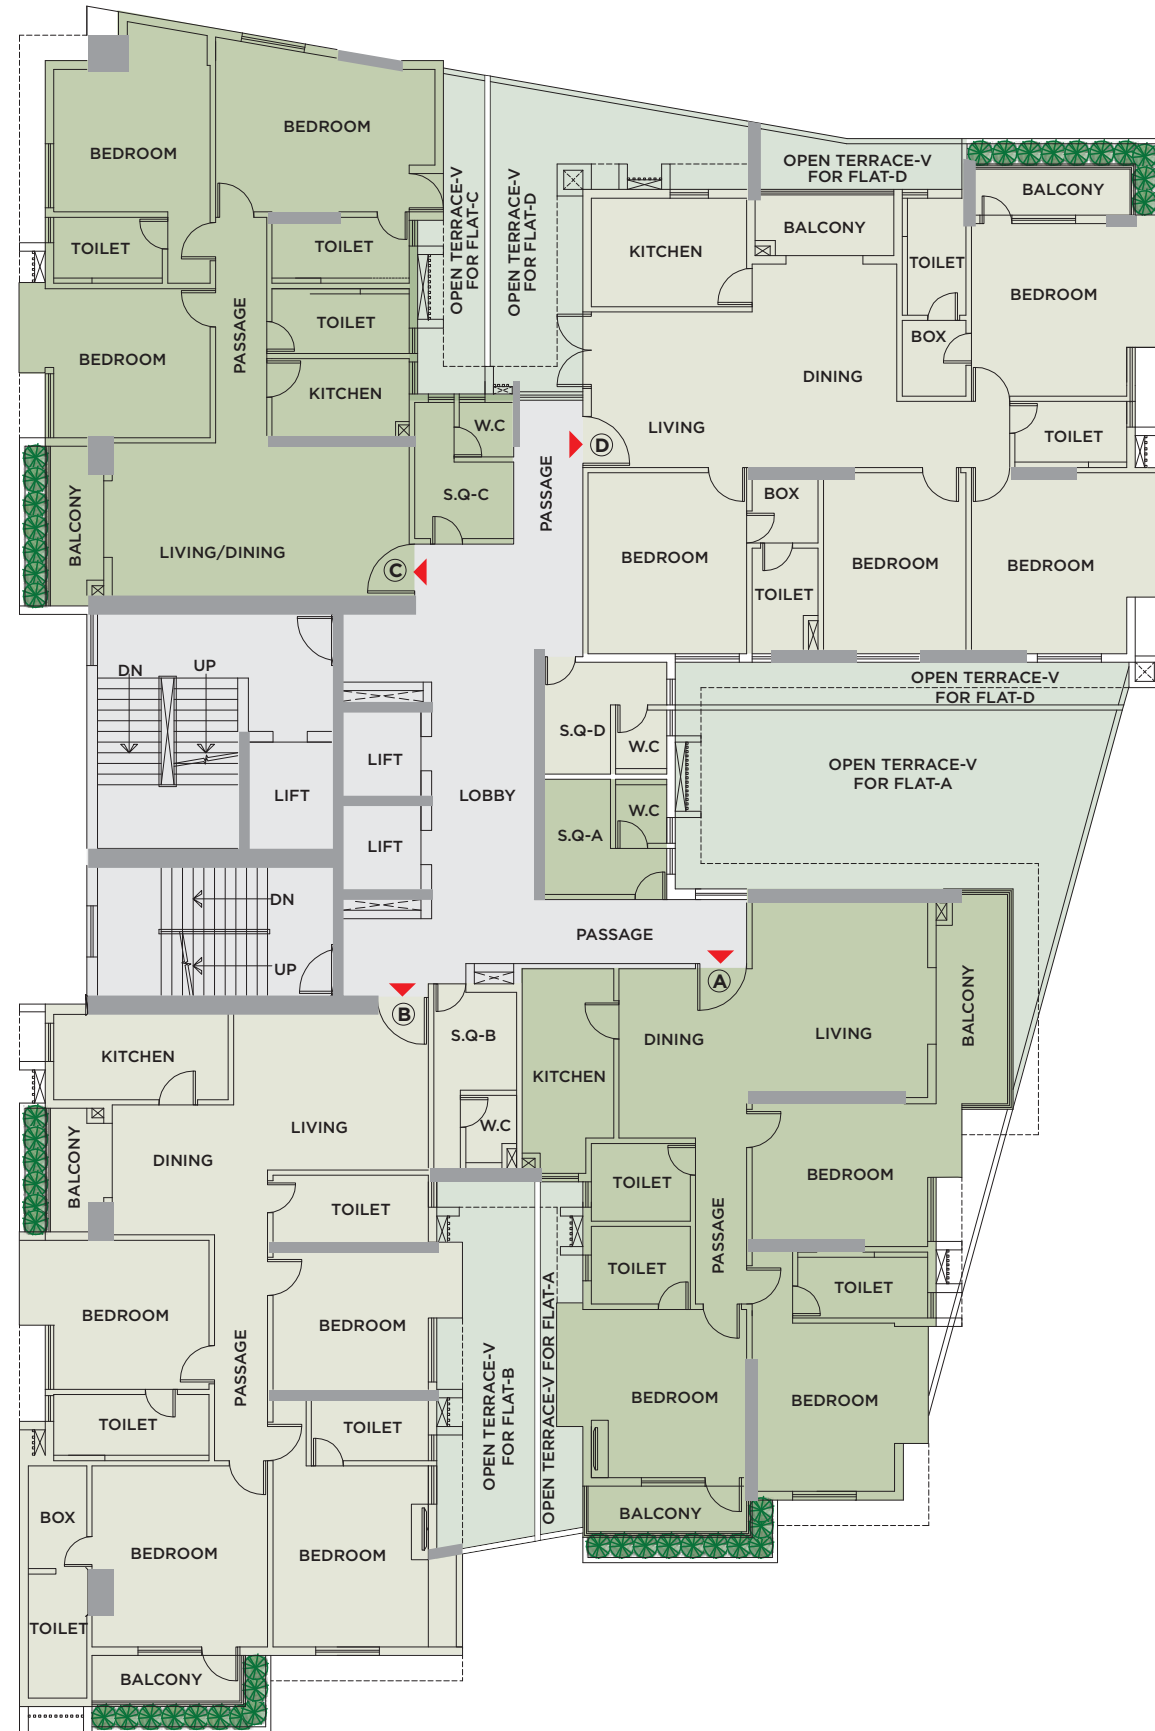 BEDROOM
BEDROOM
TOILET
TOILET
TOILET
BEDROOM
PASSAGE
KITCHEN
BALCONY
LIVING/DINING
C
W.C
S.Q-C
OPEN TERRACE-V
FOR FLAT-C
OPEN TERRACE-V
FOR FLAT-D
OPEN TERRACE-V
FOR FLAT-D
BALCONY
BALCONY
KITCHEN
TOILET
BEDROOM
BOX
DINING
LIVING
TOILET
D
PASSAGE
BEDROOM
BOX
TOILET
BEDROOM
BEDROOM
DN
UP
LIFT
LIFT
LIFT
LOBBY
DN
UP
S.Q-D
W.C
S.Q-A
W.C
OPEN TERRACE-V
FOR FLAT-D
OPEN TERRACE-V
FOR FLAT-A
PASSAGE
A
B
KITCHEN
S.Q-B
W.C
LIVING
DINING
BALCONY
TOILET
BEDROOM
BEDROOM
PASSAGE
TOILET
TOILET
BOX
BEDROOM
BEDROOM
TOILET
BALCONY
OPEN TERRACE-V
FOR FLAT-B
OPEN TERRACE-V FOR FLAT-A
KITCHEN
DINING
LIVING
BALCONY
TOILET
PASSAGE
BEDROOM
TOILET
TOILET
BEDROOM
BEDROOM
BALCONY